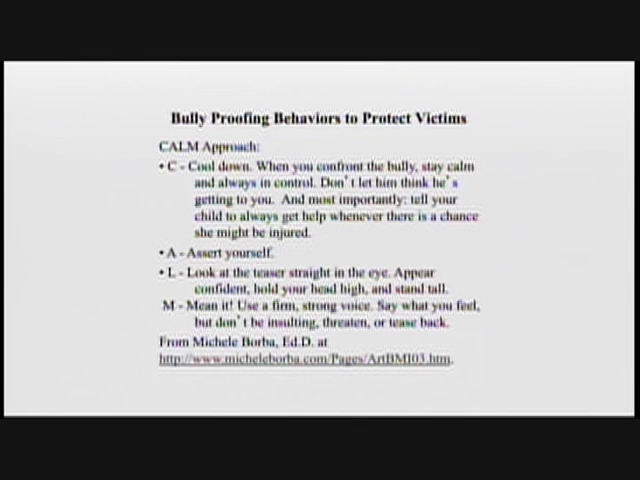 Bully Proofing Behaviors to Protect Victims
CALM Approach:
• C - Cool down. When you confront the bully, stay calm
and always in control. Don't let him think he's
getting to you. And most importantly: tell your
child to always get help whenever there is a chance
she might be injured.
• A - Assert yourself.
• L - Look at the teaser straight in the eye. Appear
confident, hold your head high, and stand tall.
M - Mean it! Use a firm, strong voice. Say what you feel,
but don't be insulting, threaten, or tease back.
From Michele Borba, Ed.D. at
http://www.micheleborba.com/Pages/ArtBMI03.htm.